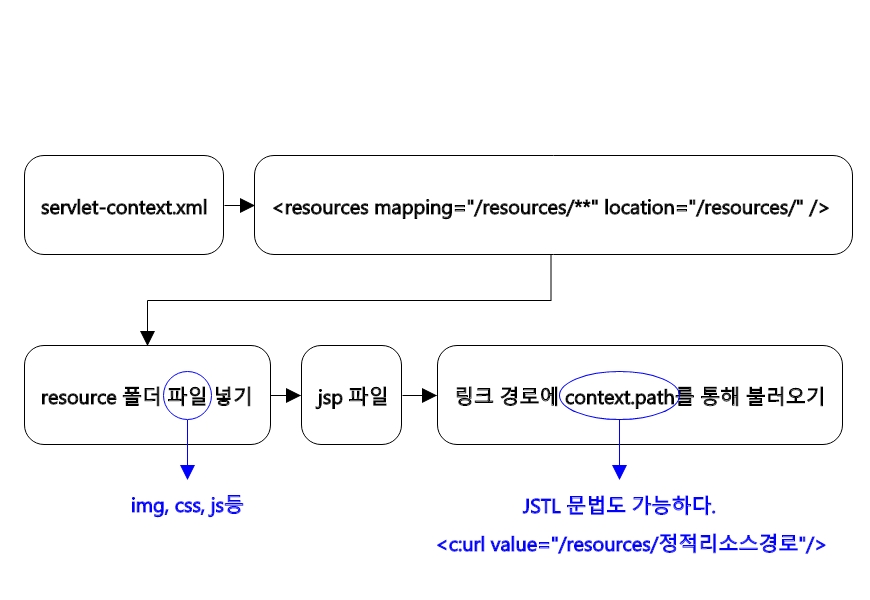 servlet-context.xml
<resources mapping="/resources/**" location="/resources/" />
resource 폴더 파일 넣기
jsp 파일
링크 경로에 context.path를 통해 불러오기
img, css, js등
JSTL 문법도 가능하다.
<c:url value="/resources/정적리소스경로"/>